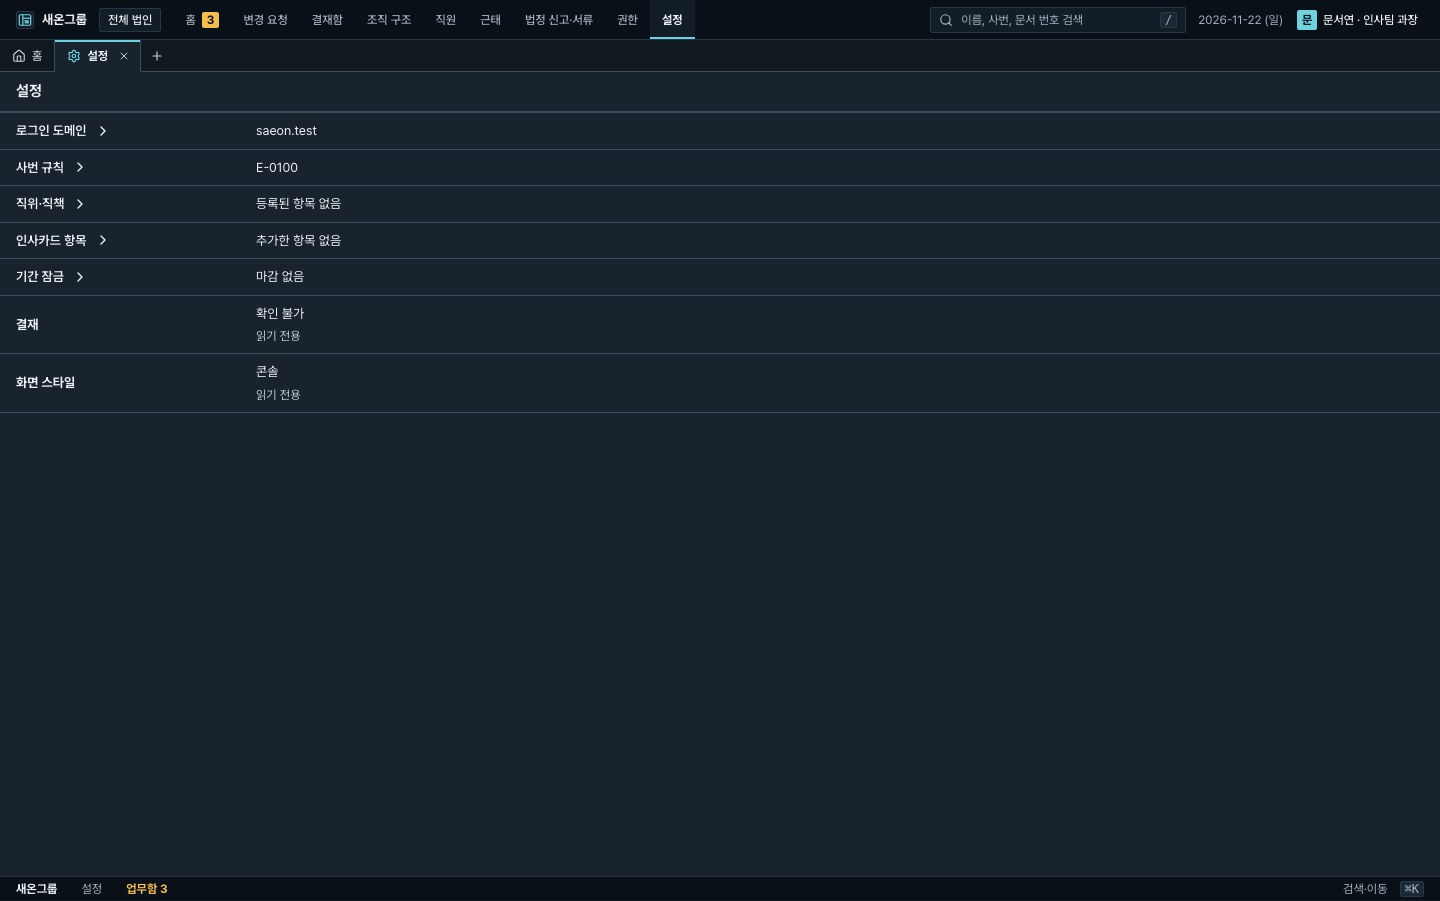 새온그룹 전체 법인 홈 3 변경 요청 결재함 조직 구조 직원 근태 법정 신고·서류 권한 설정 이름, 사번, 문서 번호 검색 / 2026-11-22 (일) 문 문서연 · 인사팀 과장
홈 설정
설정
로그인 도메인 saeon.test
사번 규칙 E-0100
직위·직책 등록된 항목 없음
인사카드 항목 추가한 항목 없음
기간 잠금 마감 없음
결재 확인 불가
읽기 전용
화면 스타일 콘솔
읽기 전용
새온그룹 설정 업무함 3 검색·이동 ⌘K